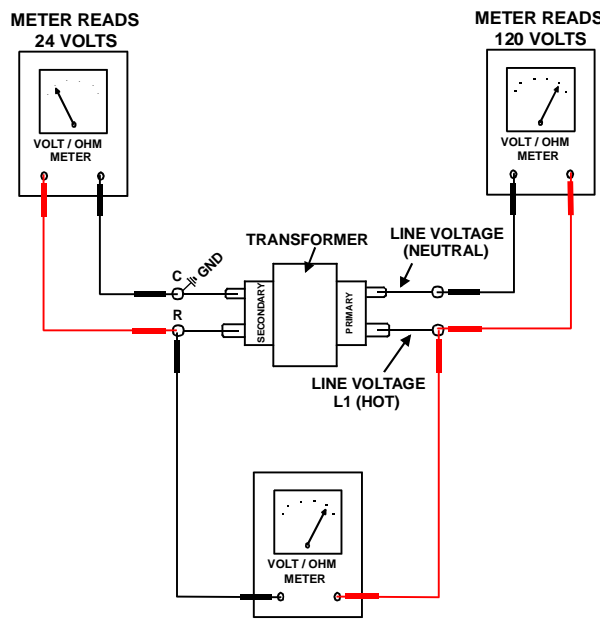 METER READS
24 VOLTS
METER READS
120 VOLTS
VOLT / OHM
METER
VOLT / OHM
METER
TRANSFORMER
LINE VOLTAGE
(NEUTRAL)
C
GND
R
SECONDARY
PRIMARY
LINE VOLTAGE
L1 (HOT)
VOLT / OHM
METER